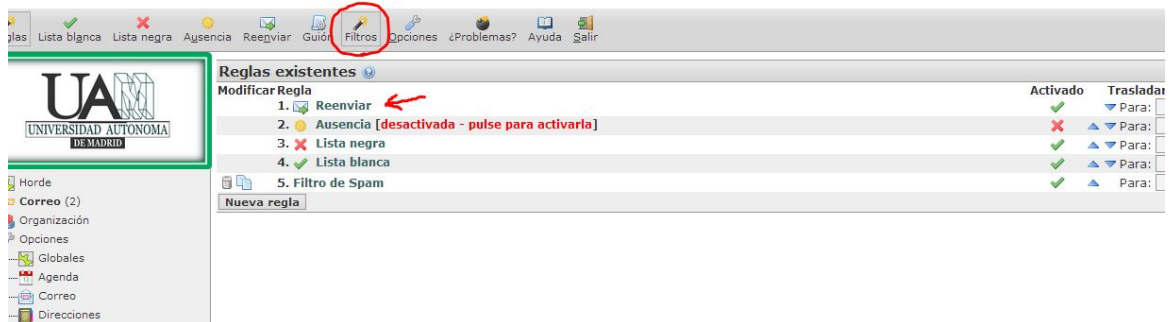 glas Lista blanca Lista negra Ausencia Reenviar Guión Filtros Opciones ¿Problemas? Ayuda Salir
UAM
UNIVERSIDAD AUTONOMA
DE MADRID
Reglas existentes
Modificar Regla Activado Trasladar
1. Reenviar Para:
2. Ausencia [desactivada - pulse para activarla] Para:
3. Lista negra Para:
4. Lista blanca Para:
5. Filtro de Spam Para:
Nueva regla
Horde
Correo (2)
Organización
Opciones
Globales
Agenda
Correo
Direcciones